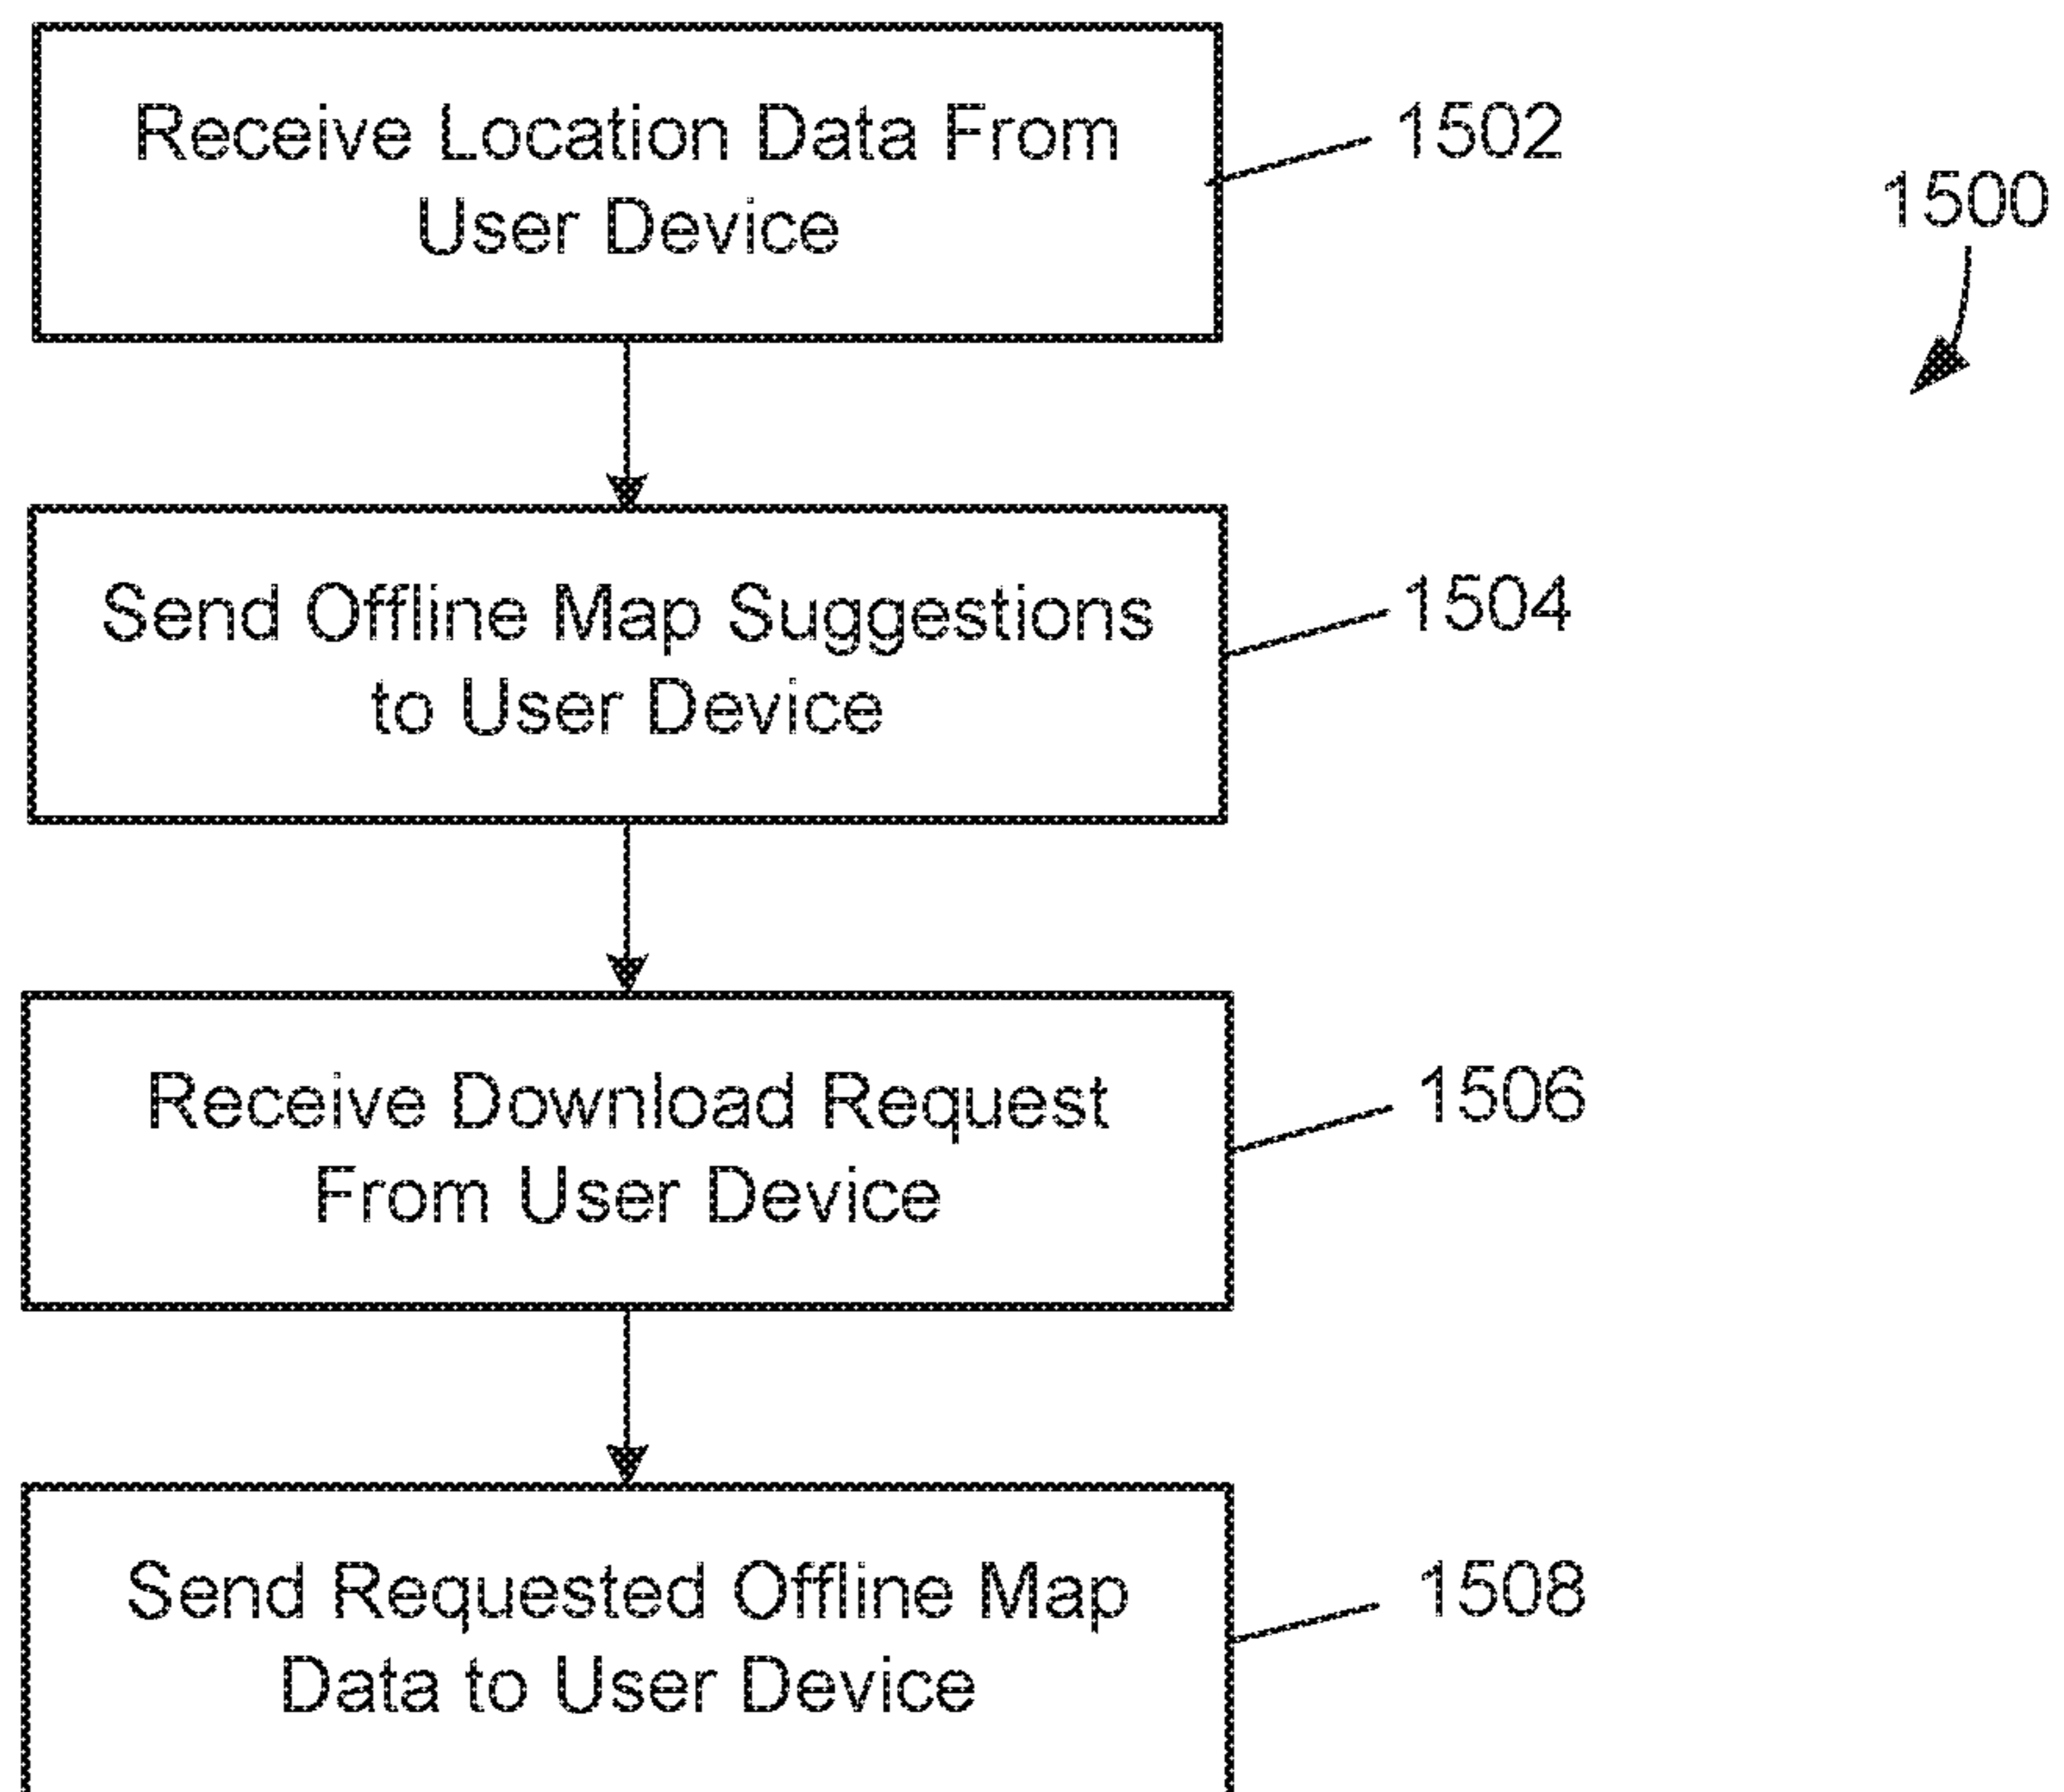 Receive Location Data From
User Device
1502
1500
Send Offline Map Suggestions
to User Device
1504
Receive Download Request
From User Device
1506
Send Requested Offline Map
Data to User Device
1508